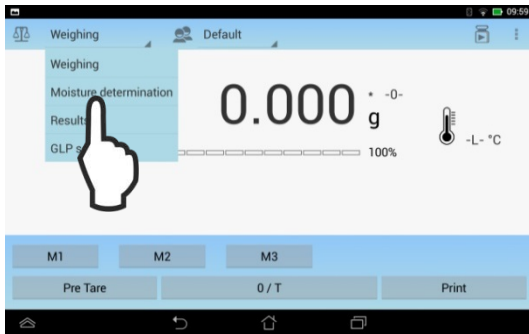 09:59
Weighing
Default
Weighing
Moisture determination
Results
GLP s
0.000 * -0-
g
100%
-L- °C
M1 M2 M3
Pre Tare 0 / T Print